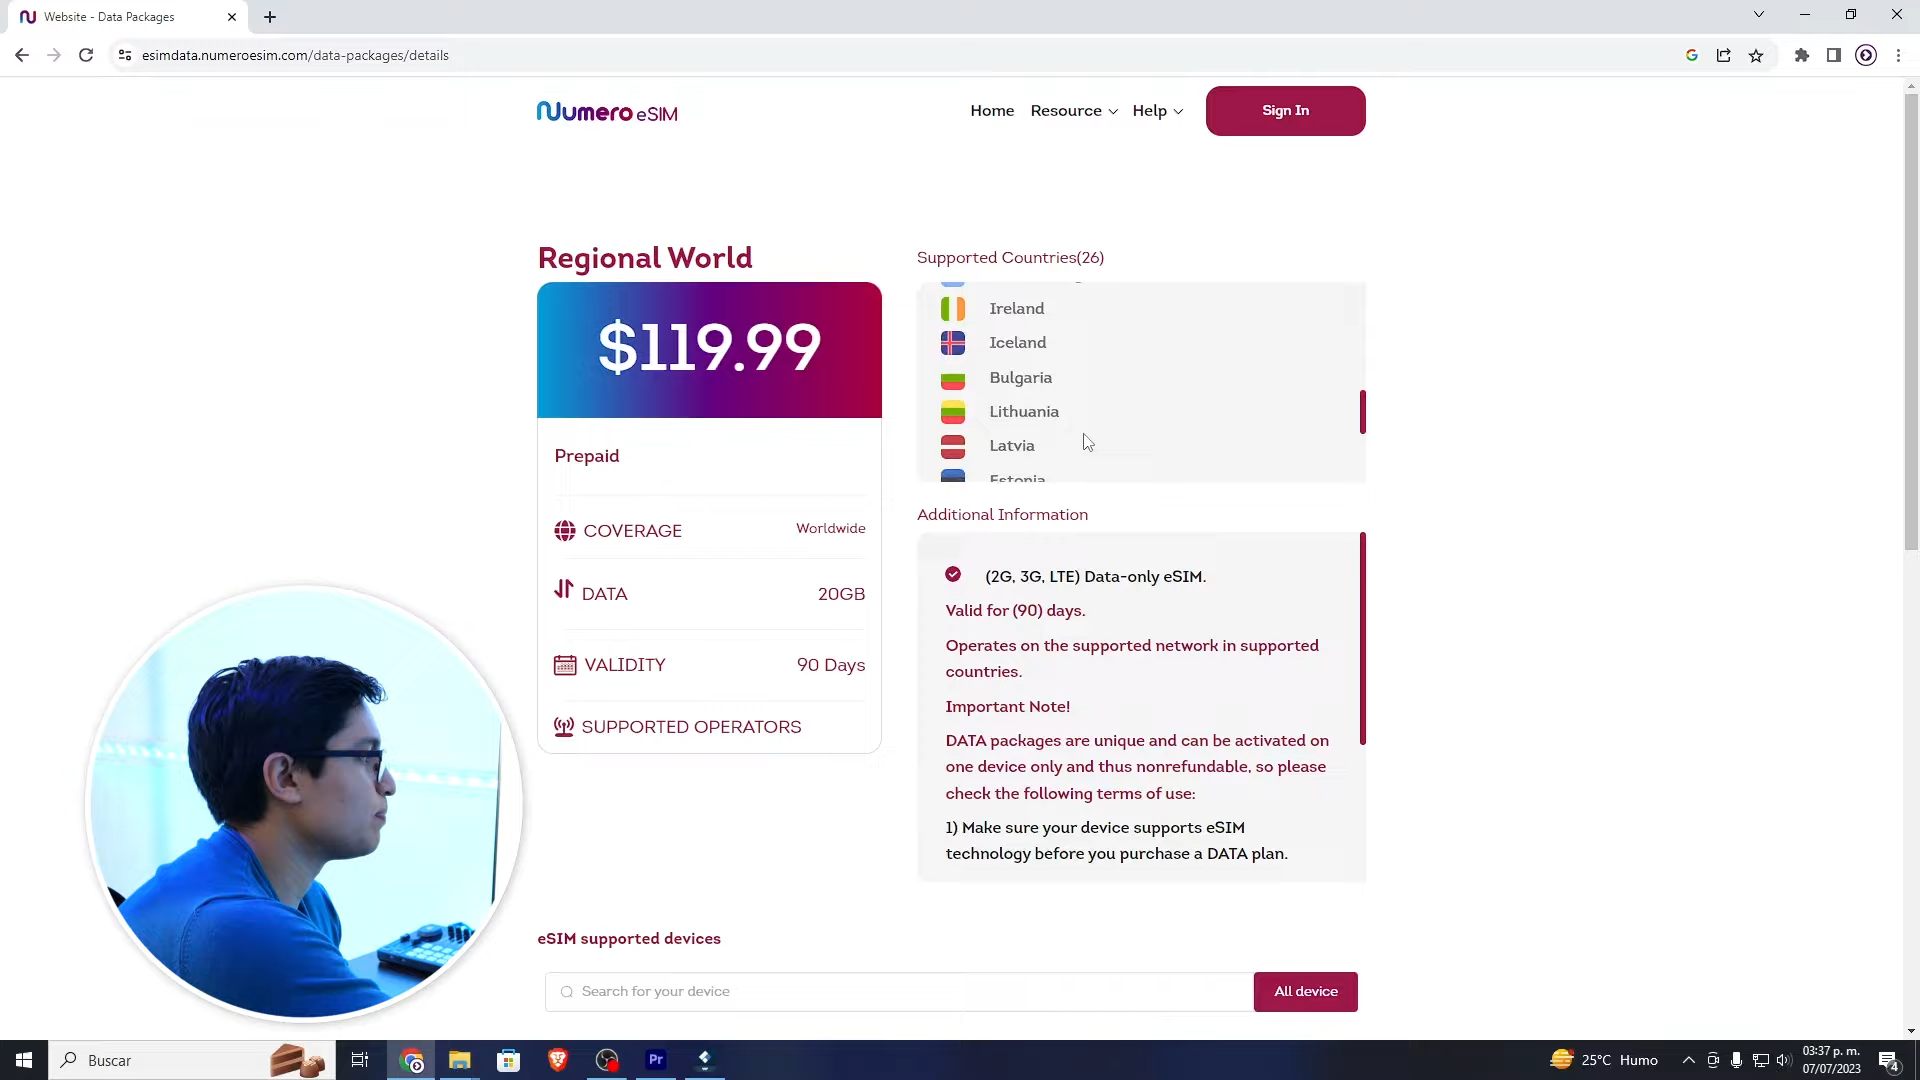 Website - Data Packages
esimdata.numeroesim.com/data-packages/details
Numero eSIM
Home
Resource
Help
Sign In
Regional World
$119.99
Prepaid
COVERAGE
Worldwide
DATA
20GB
VALIDITY
90 Days
SUPPORTED OPERATORS
Supported Countries(26)
Ireland
Iceland
Bulgaria
Lithuania
Latvia
Estonia
Additional Information
(2G, 3G, LTE) Data-only eSIM.
Valid for (90) days.
Operates on the supported network in supported
countries.
Important Note!
DATA packages are unique and can be activated on
one device only and thus nonrefundable, so please
check the following terms of use:
1) Make sure your device supports eSIM
technology before you purchase a DATA plan.
eSIM supported devices
Search for your device
All device
Buscar
Pr
25°C Humo
03:37 p. m.
07/07/2023
4